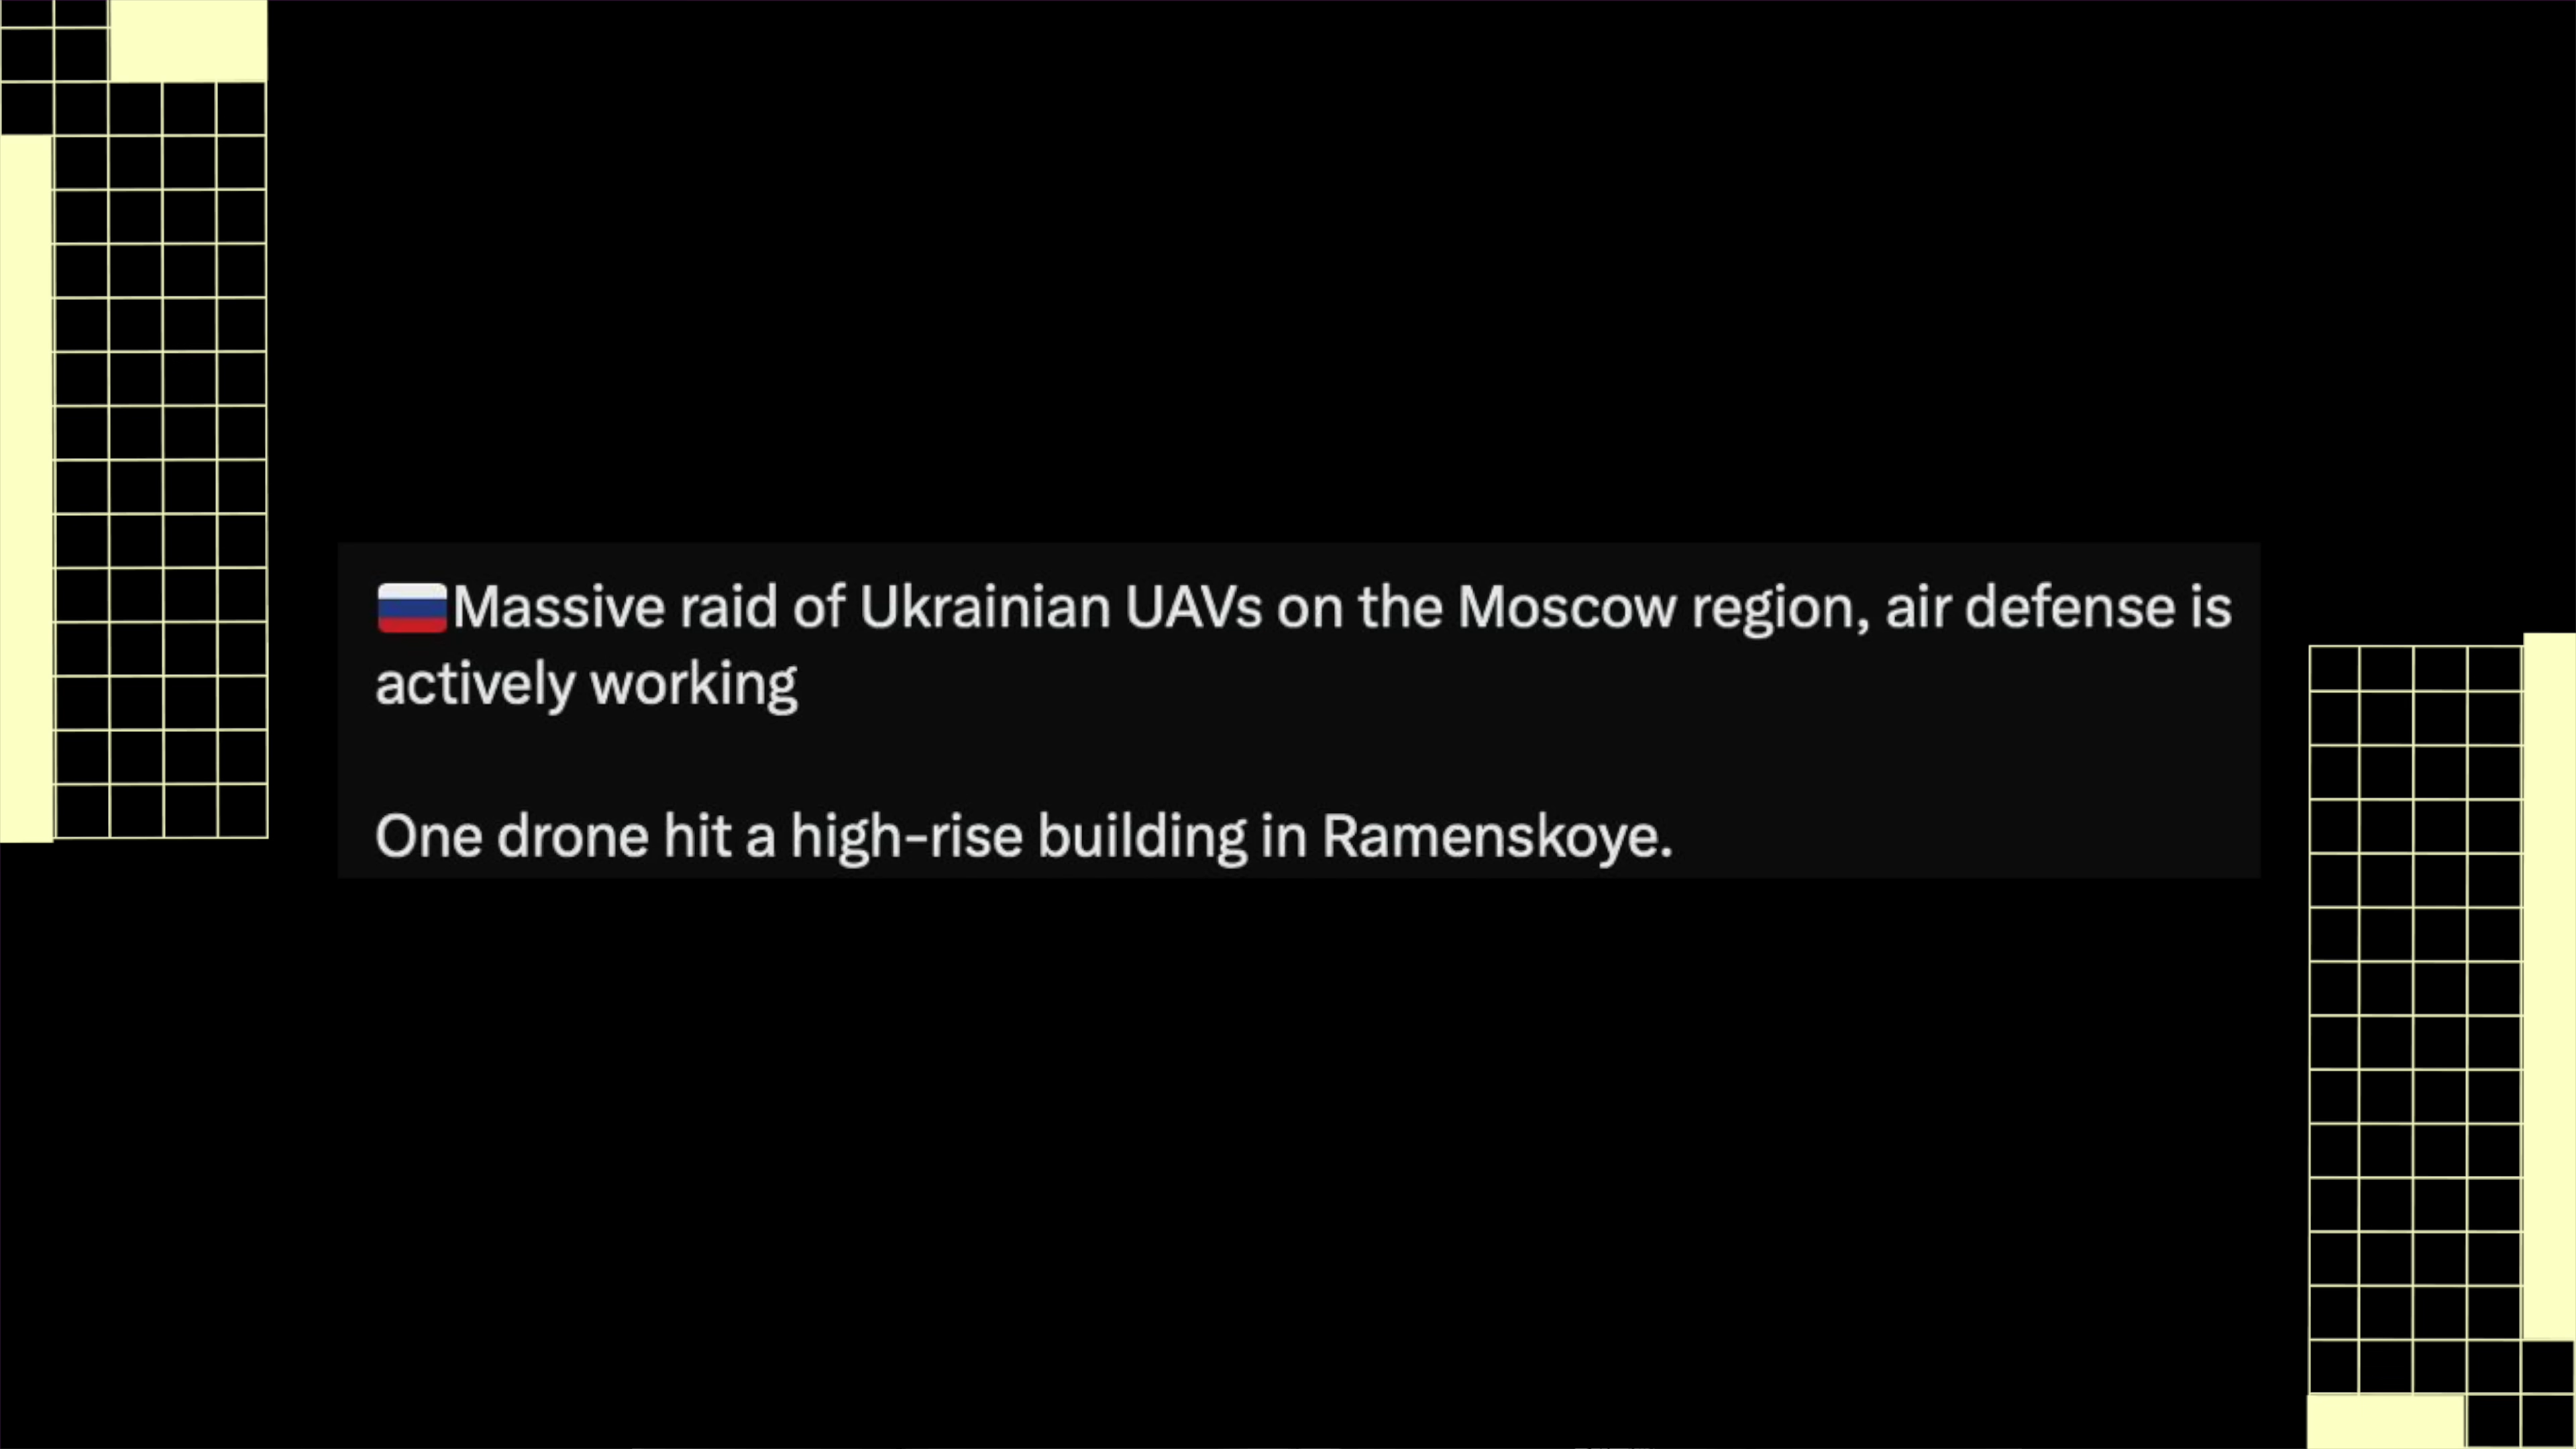 🇷🇺Massive raid of Ukrainian UAVs on the Moscow region, air defense is
actively working
One drone hit a high-rise building in Ramenskoye.